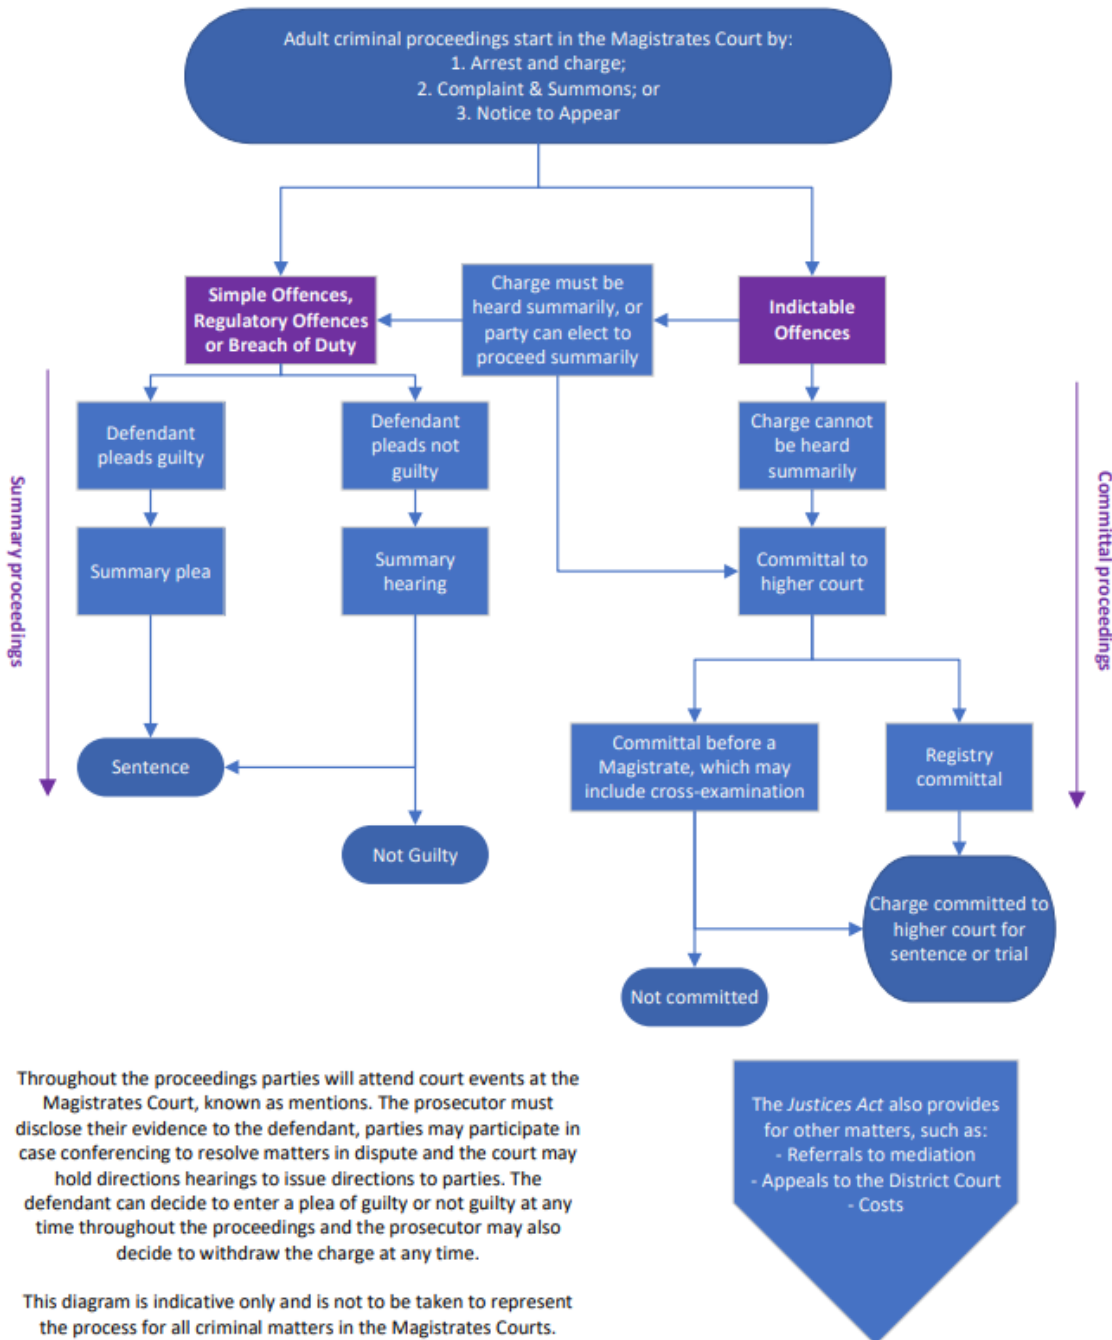 Adult criminal proceedings start in the Magistrates Court by:
1. Arrest and charge;
2. Complaint & Summons; or
3. Notice to Appear
Simple Offences,
Regulatory Offences
or Breach of Duty
Charge must be
heard summarily, or
party can elect to
proceed summarily
Indictable
Offences
Defendant
pleads guilty
Defendant
pleads not
guilty
Charge cannot
be heard
summarily
Summary proceedings
Committal proceedings
Summary plea
Summary
hearing
Committal to
higher court
Sentence
Committal before a
Magistrate, which may
include cross-examination
Registry
committal
Not Guilty
Charge committed to
higher court for
sentence or trial
Not committed
Throughout the proceedings parties will attend court events at the
Magistrates Court, known as mentions. The prosecutor must
disclose their evidence to the defendant, parties may participate in
case conferencing to resolve matters in dispute and the court may
hold directions hearings to issue directions to parties. The
defendant can decide to enter a plea of guilty or not guilty at any
time throughout the proceedings and the prosecutor may also
decide to withdraw the charge at any time.
This diagram is indicative only and is not to be taken to represent
the process for all criminal matters in the Magistrates Courts.
The Justices Act also provides
for other matters, such as:
- Referrals to mediation
- Appeals to the District Court
- Costs